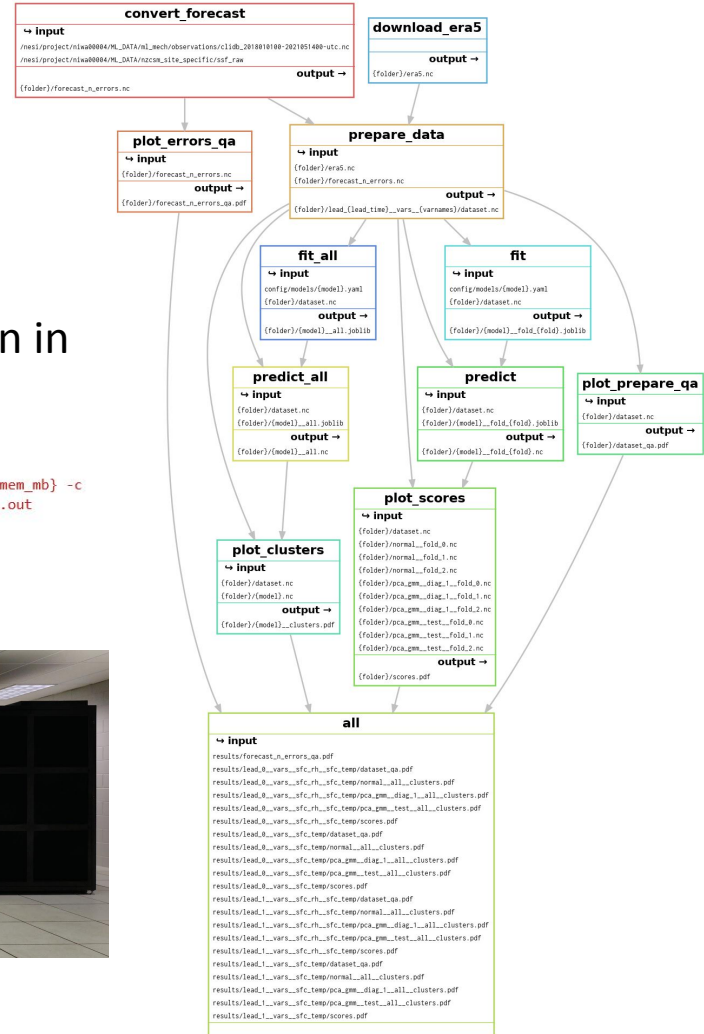 convert_forecast
↪ input
/nesi/project/niwa00004/ML_DATA/ml_mech/observations/clidb_2018010100-2021051400-utc.nc
/nesi/project/niwa00004/ML_DATA/nzcsm_site_specific/ssf_raw
output →
{folder}/forecast_n_errors.nc
download_era5
output →
{folder}/era5.nc
plot_errors_qa
↪ input
{folder}/forecast_n_errors.nc
output →
{folder}/forecast_n_errors_qa.pdf
prepare_data
↪ input
{folder}/era5.nc
{folder}/forecast_n_errors.nc
output →
{folder}/lead_{lead_time}__vars__{varnames}/dataset.nc
fit_all
↪ input
config/models/{model}.yaml
{folder}/dataset.nc
output →
{folder}/{model}__all.joblib
fit
↪ input
config/models/{model}.yaml
{folder}/dataset.nc
output →
{folder}/{model}__fold_{fold}.joblib
n in
predict_all
↪ input
{folder}/dataset.nc
{folder}/{model}__all.joblib
output →
{folder}/{model}__all.nc
predict
↪ input
{folder}/dataset.nc
{folder}/{model}__fold_{fold}.joblib
output →
{folder}/{model}__fold_{fold}.nc
plot_prepare_qa
↪ input
{folder}/dataset.nc
output →
{folder}/dataset_qa.pdf
mem_mb} -c
.out
plot_scores
↪ input
{folder}/dataset.nc
{folder}/normal__fold_0.nc
{folder}/normal__fold_1.nc
{folder}/normal__fold_2.nc
{folder}/pca_gmm__diag_1__fold_0.nc
{folder}/pca_gmm__diag_1__fold_1.nc
{folder}/pca_gmm__diag_1__fold_2.nc
{folder}/pca_gmm__test__fold_0.nc
{folder}/pca_gmm__test__fold_1.nc
{folder}/pca_gmm__test__fold_2.nc
output →
{folder}/scores.pdf
plot_clusters
↪ input
{folder}/dataset.nc
{folder}/{model}.nc
output →
{folder}/{model}__clusters.pdf
all
↪ input
results/forecast_n_errors_qa.pdf
results/lead_0__vars__sfc_rh__sfc_temp/dataset_qa.pdf
results/lead_0__vars__sfc_rh__sfc_temp/normal__all__clusters.pdf
results/lead_0__vars__sfc_rh__sfc_temp/pca_gmm__diag_1__all__clusters.pdf
results/lead_0__vars__sfc_rh__sfc_temp/pca_gmm__test__all__clusters.pdf
results/lead_0__vars__sfc_rh__sfc_temp/scores.pdf
results/lead_0__vars__sfc_temp/dataset_qa.pdf
results/lead_0__vars__sfc_temp/normal__all__clusters.pdf
results/lead_0__vars__sfc_temp/pca_gmm__diag_1__all__clusters.pdf
results/lead_0__vars__sfc_temp/pca_gmm__test__all__clusters.pdf
results/lead_0__vars__sfc_temp/scores.pdf
results/lead_1__vars__sfc_rh__sfc_temp/dataset_qa.pdf
results/lead_1__vars__sfc_rh__sfc_temp/normal__all__clusters.pdf
results/lead_1__vars__sfc_rh__sfc_temp/pca_gmm__diag_1__all__clusters.pdf
results/lead_1__vars__sfc_rh__sfc_temp/pca_gmm__test__all__clusters.pdf
results/lead_1__vars__sfc_rh__sfc_temp/scores.pdf
results/lead_1__vars__sfc_temp/dataset_qa.pdf
results/lead_1__vars__sfc_temp/normal__all__clusters.pdf
results/lead_1__vars__sfc_temp/pca_gmm__diag_1__all__clusters.pdf
results/lead_1__vars__sfc_temp/pca_gmm__test__all__clusters.pdf
results/lead_1__vars__sfc_temp/scores.pdf